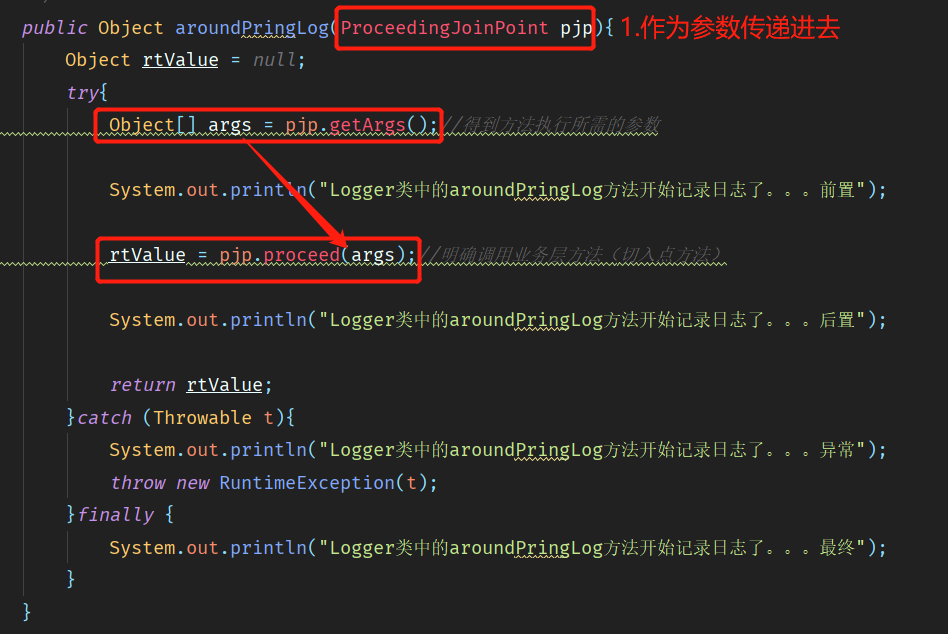 public Object aroundPringLog(ProceedingJoinPoint pjp){ 1.作为参数传递进去
Object rtValue = null;
try{
Object[] args = pjp.getArgs();//得到方法执行所需的参数
System.out.println("Logger类中的aroundPringLog方法开始记录日志了。。。前置");
rtValue = pjp.proceed(args);//明确调用业务层方法（切入点方法）
System.out.println("Logger类中的aroundPringLog方法开始记录日志了。。。后置");
return rtValue;
}catch (Throwable t){
System.out.println("Logger类中的aroundPringLog方法开始记录日志了。。。异常");
throw new RuntimeException(t);
}finally {
System.out.println("Logger类中的aroundPringLog方法开始记录日志了。。。最终");
}
}